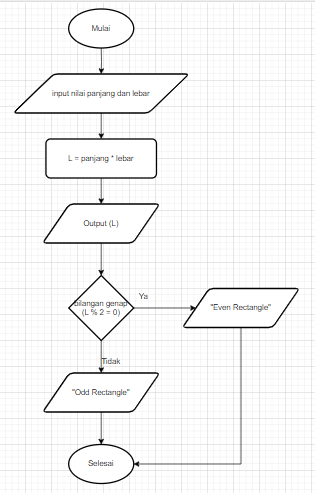 Mulai
input nilai panjang dan lebar
L = panjang * lebar
Output (L)
bilangan genap
(L % 2 = 0)
Ya
"Even Rectangle"
Tidak
"Odd Rectangle"
Selesai